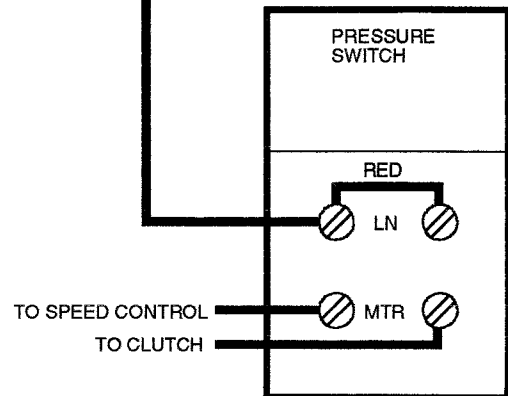 PRESSURE
SWITCH
RED
LN
TO SPEED CONTROL
MTR
TO CLUTCH